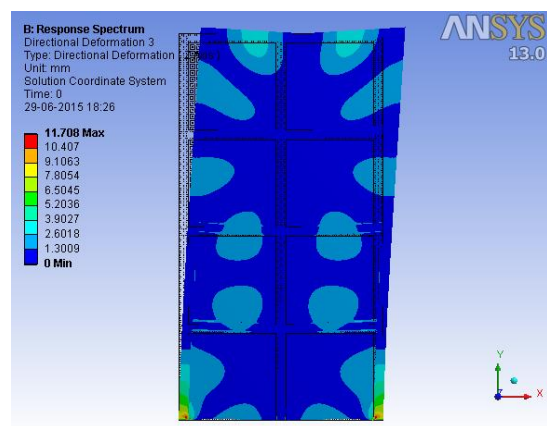 B: Response Spectrum
Directional Deformation 3
Type: Directional Deformation
Unit: mm
Solution Coordinate System
Time: 0
29-06-2015 18:26
11.708 Max
10.407
9.1063
7.8054
6.5045
5.2036
3.9027
2.6018
1.3009
0 Min
ANSYS
13.0
Y
X